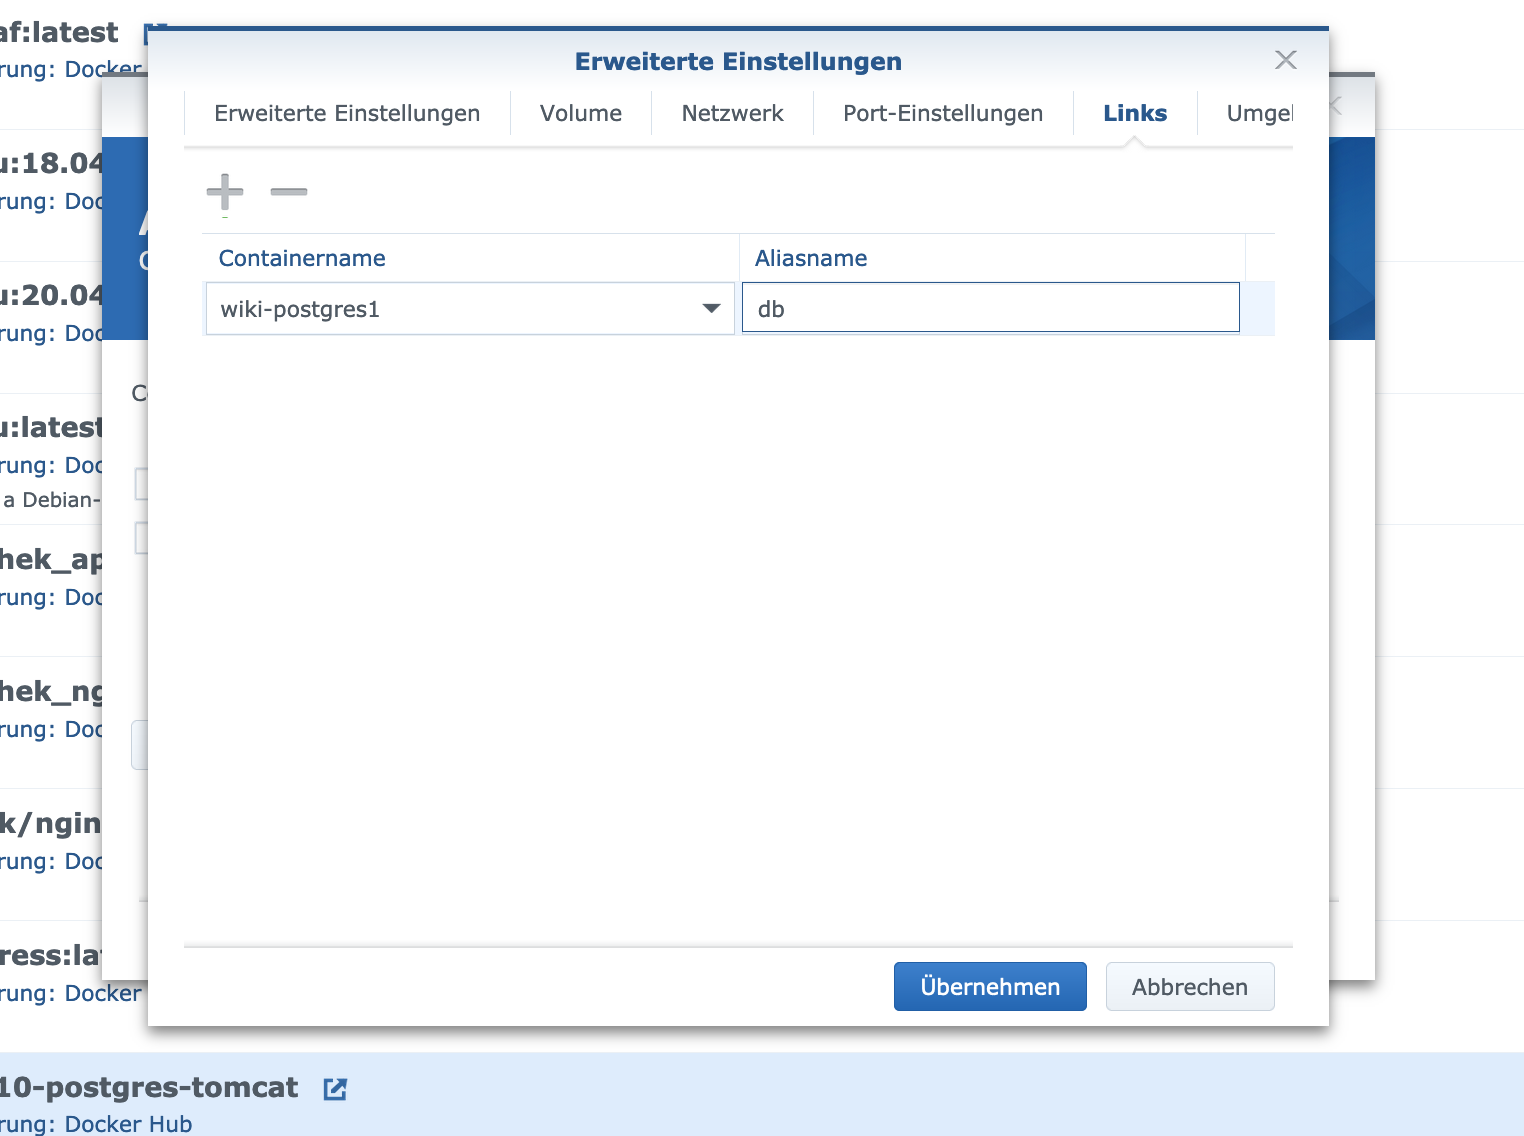 af:latest
rung: Docker
Erweiterte Einstellungen
Erweiterte Einstellungen Volume Netzwerk Port-Einstellungen Links Umgel
u:18.04
rung: Doc
Containername Aliasname
u:20.04
wiki-postgres1 db
rung: Doc
u:latest
rung: Doc
a Debian-
hek_ap
rung: Doc
hek_ng
rung: Doc
k/ngin
rung: Doc
ress:lat
rung: Docker
Übernehmen Abbrechen
10-postgres-tomcat
rung: Docker Hub